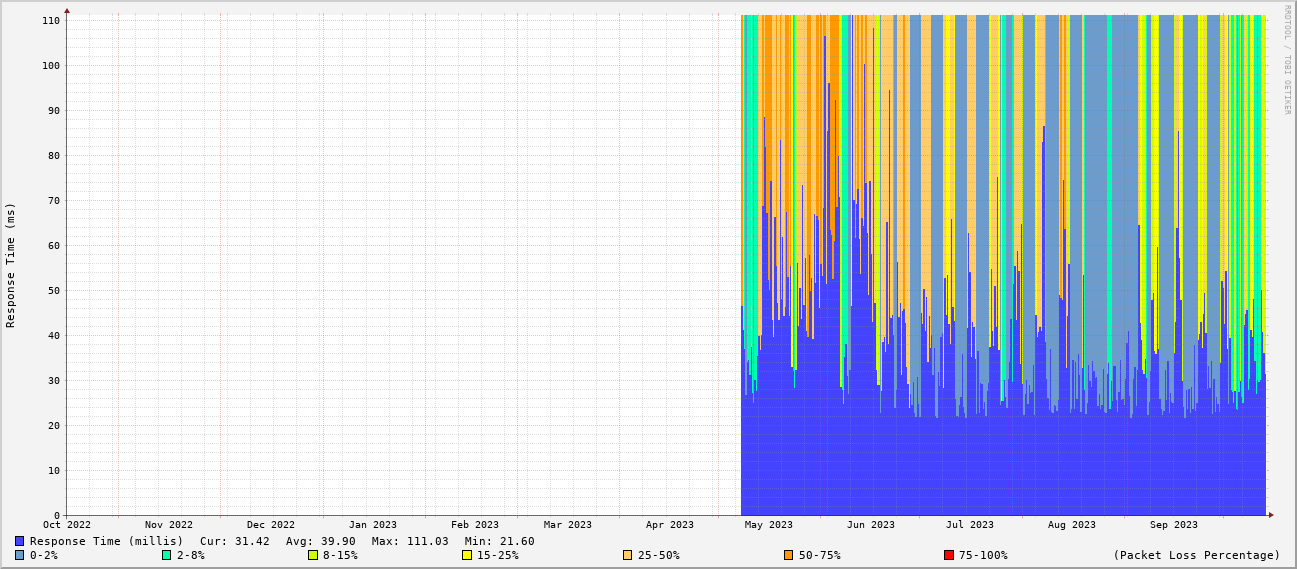 RRDTOOL / TOBI OETIKER
Response Time (ms)
110
100
90
80
70
60
50
40
30
20
10
0
Oct 2022 Nov 2022 Dec 2022 Jan 2023 Feb 2023 Mar 2023 Apr 2023 May 2023 Jun 2023 Jul 2023 Aug 2023 Sep 2023
Response Time (millis) Cur: 31.42 Avg: 39.90 Max: 111.03 Min: 21.60
0-2% 2-8% 8-15% 15-25% 25-50% 50-75% 75-100% (Packet Loss Percentage)